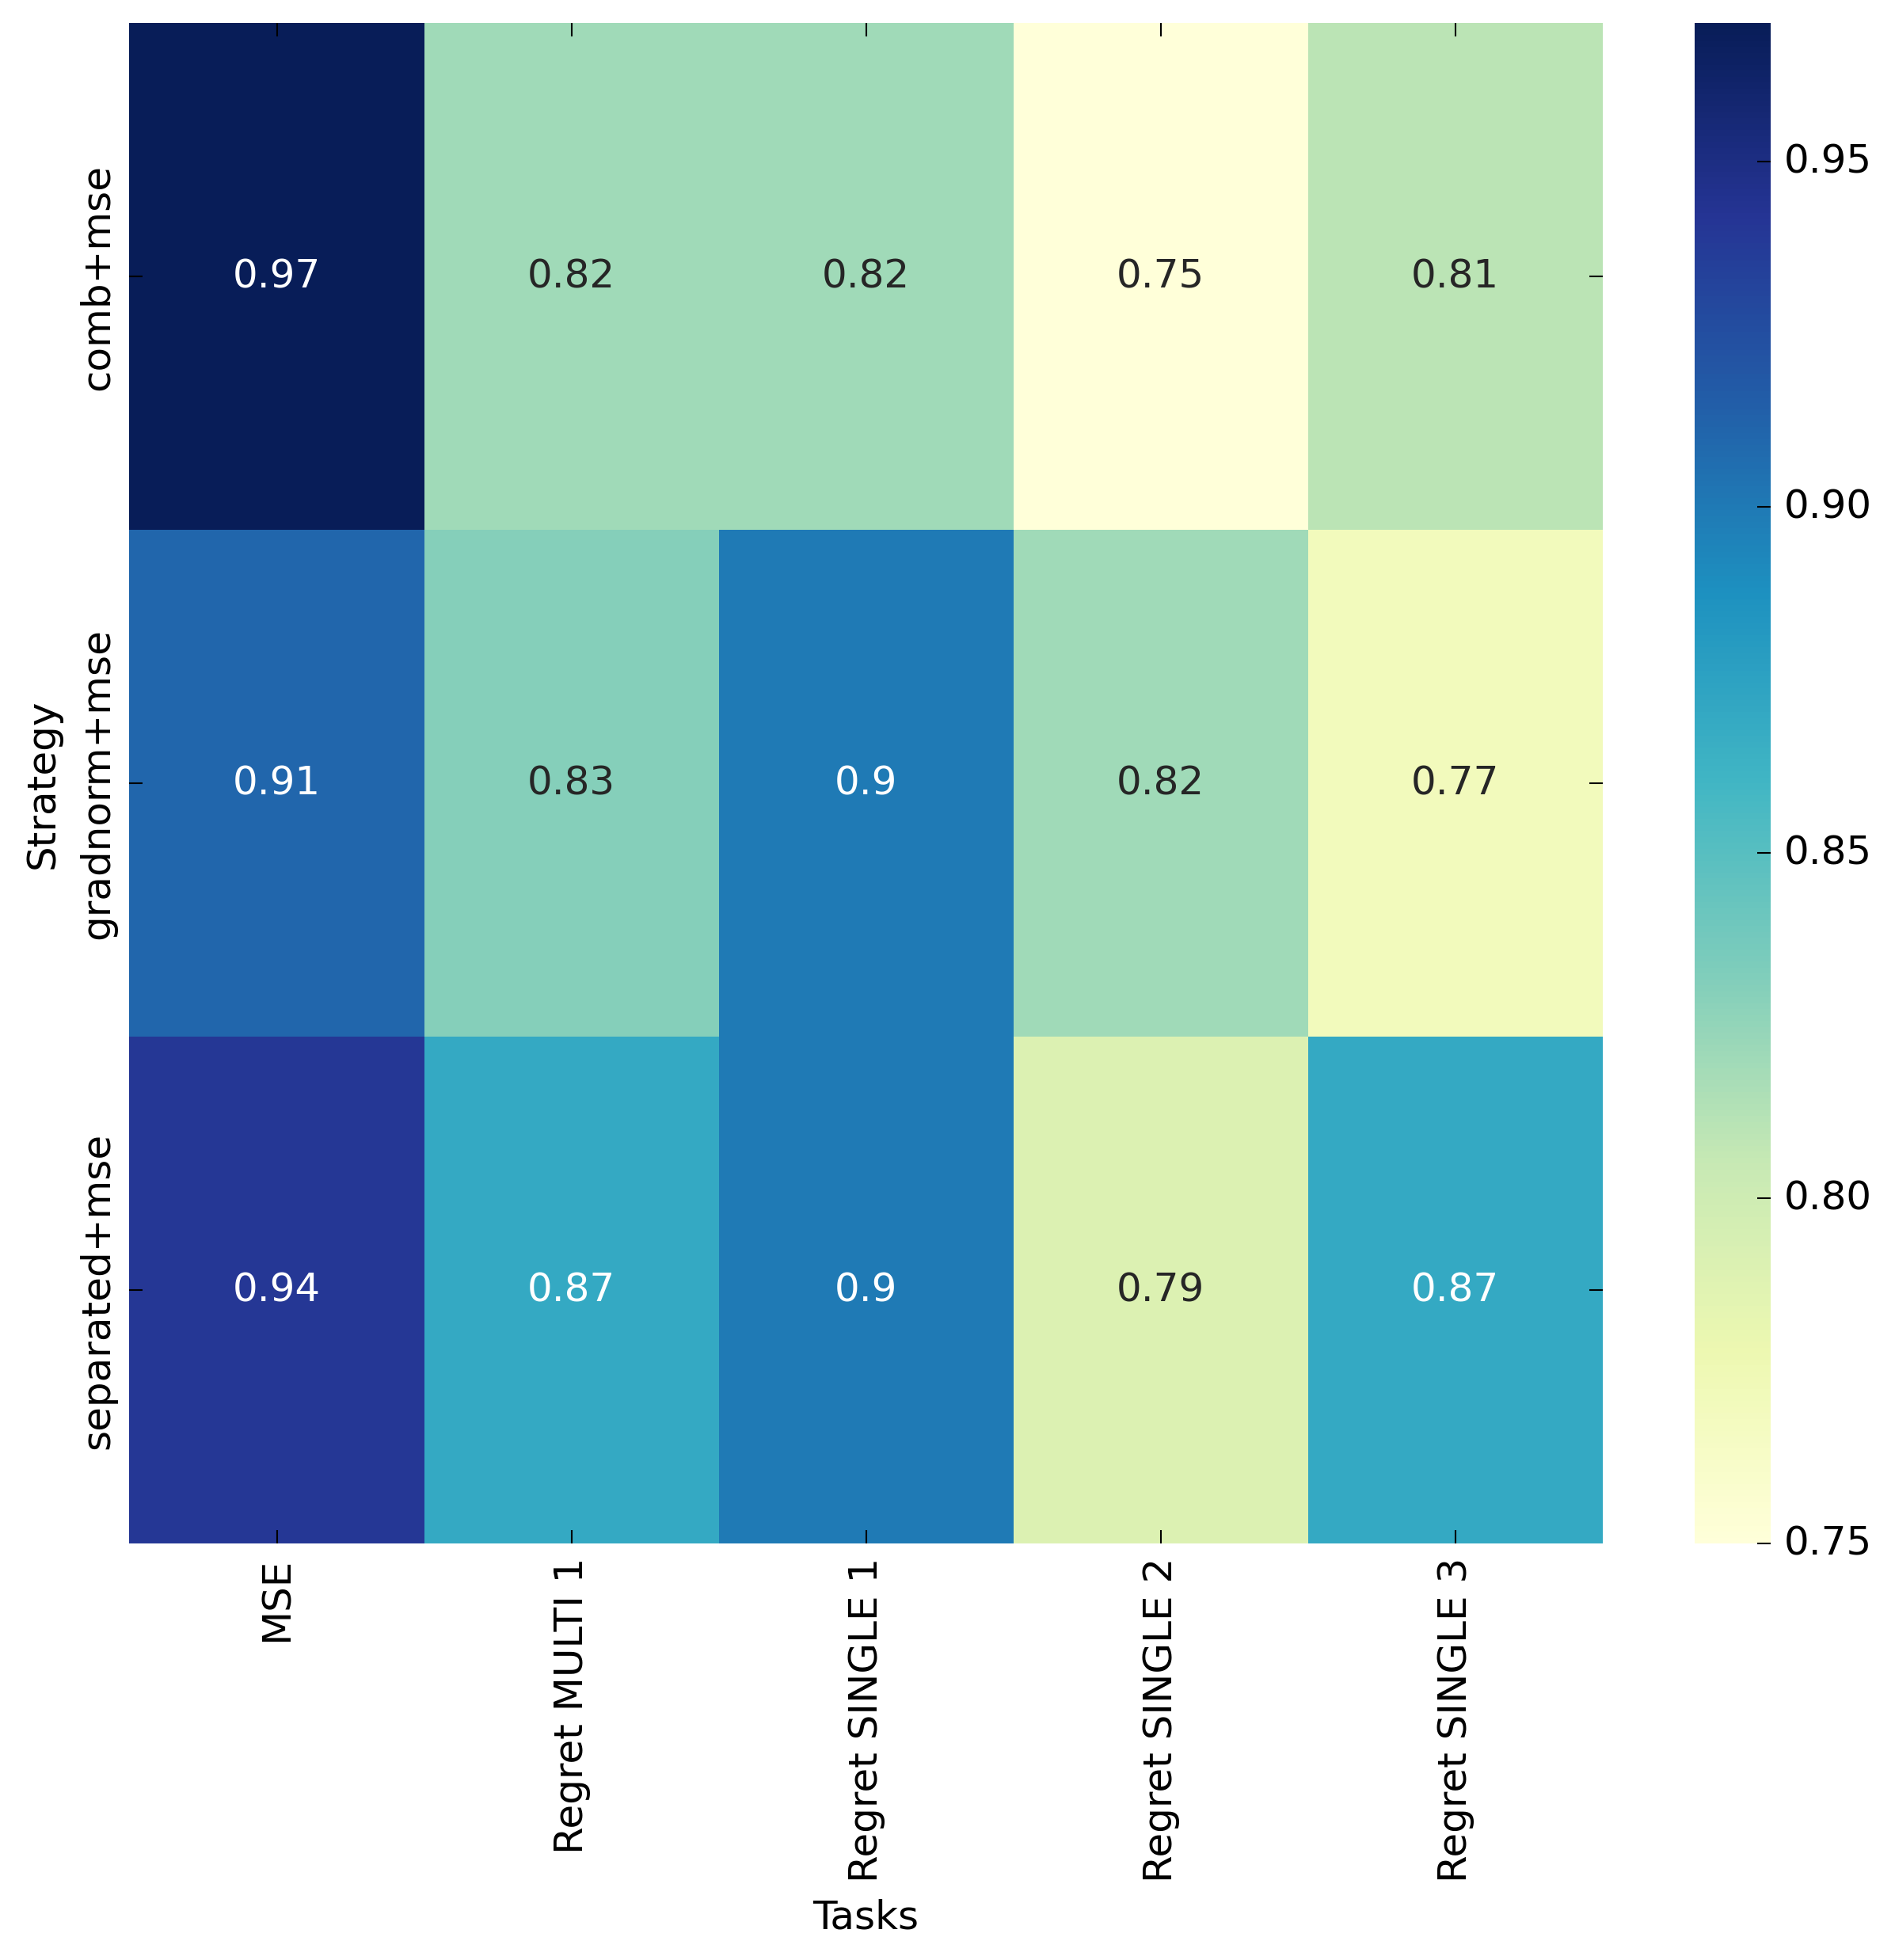 Strategy
comb+mse
gradnorm+mse
separated+mse
0.97 0.82 0.82 0.75 0.81
0.91 0.83 0.9 0.82 0.77
0.94 0.87 0.9 0.79 0.87
MSE
Regret MULTI 1
Regret SINGLE 1
Regret SINGLE 2
Regret SINGLE 3
Tasks
0.95
0.90
0.85
0.80
0.75